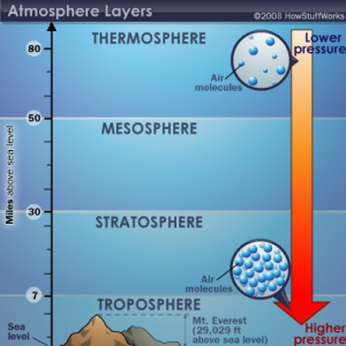 Atmosphere Layers
©2008 HowStuffWorks
80
THERMOSPHERE
Lower
pressure
Air
molecules
50
MESOSPHERE
Miles above sea level
30
STRATOSPHERE
Air
molecules
7
TROPOSPHERE
Sea
level
Mt. Everest
(29,029 ft
above sea level)
Higher
pressure